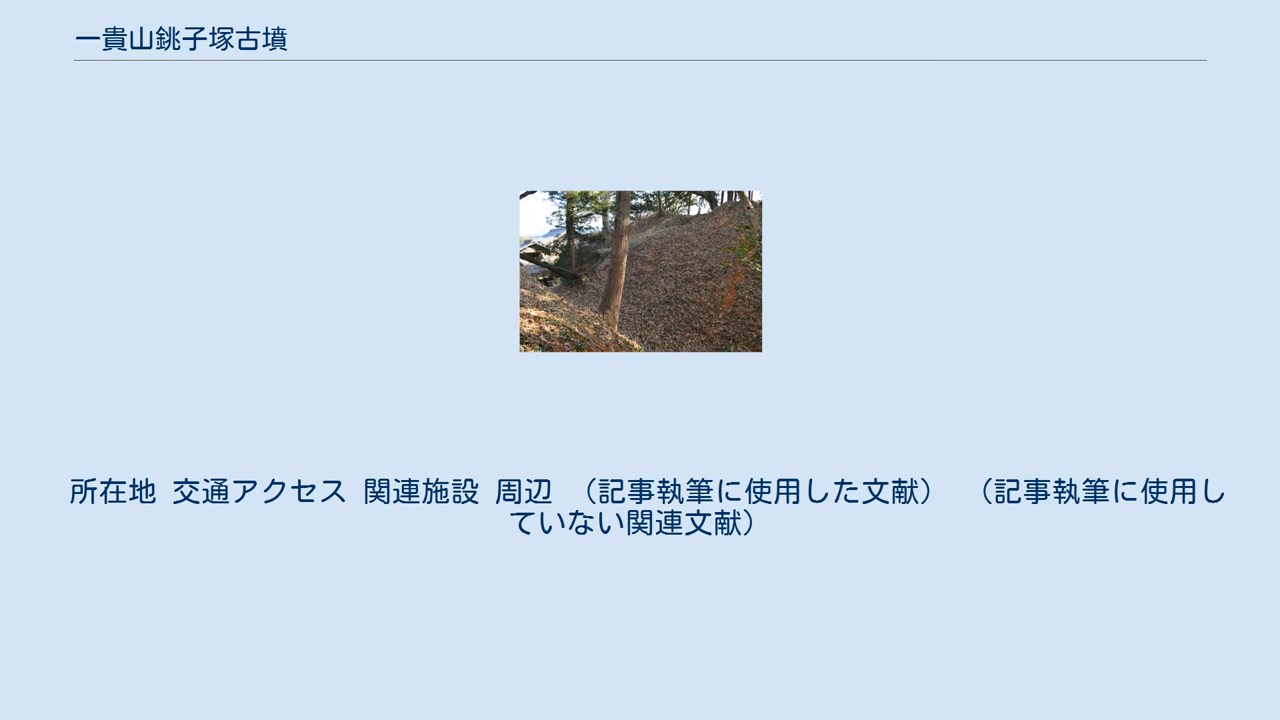 一貴山銚子塚古墳
所在地 交通アクセス 関連施設 周辺 （記事執筆に使用した文献） （記事執筆に使用し
ていない関連文献）